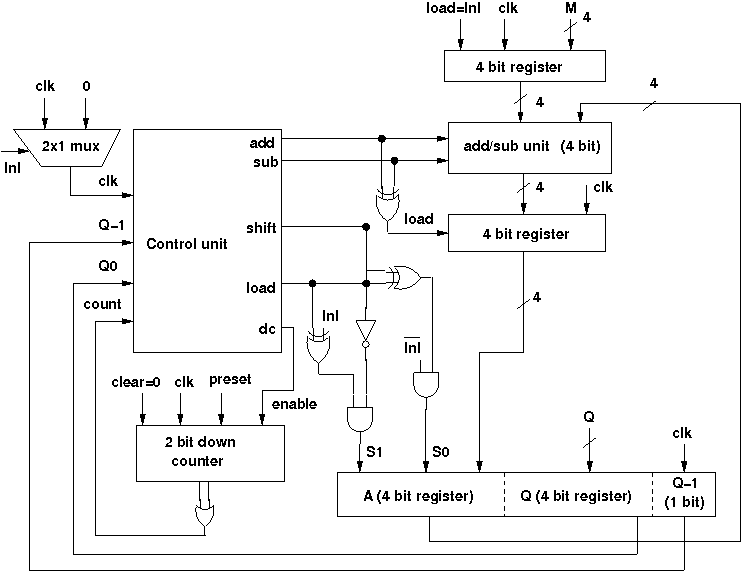 load=Inl clk M
4
4 bit register
4
4
clk 0
2x1 mux
Inl
clk
add
sub
add/sub unit (4 bit)
4
clk
load
4 bit register
Q-1
Control unit
shift
Q0
load
count
dc
4
Inl
Inl
clear=0 clk preset
enable
2 bit down
counter
S1
S0
Q
clk
A (4 bit register)
Q (4 bit register)
Q-1
(1 bit)